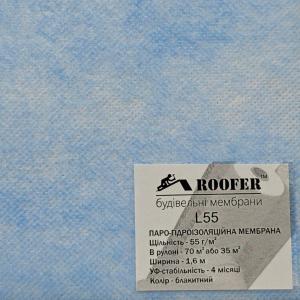 ROOFER™
будівельні мембрани
L55
ПАРО-ГІДРОІЗОЛЯЦІЙНА МЕМБРАНА
Щільність - 55 г/м²
В рулоні - 70 м² або 35 м²
Ширина - 1,6 м
УФ-стабільність - 4 місяці
Колір - блакитний